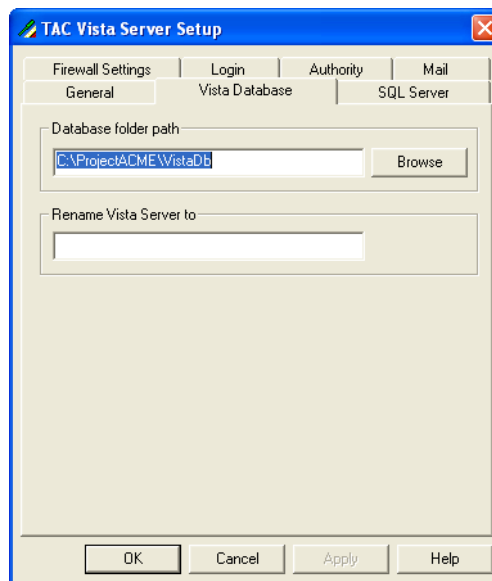 TAC Vista Server Setup
Firewall Settings Login Authority Mail
General Vista Database SQL Server
Database folder path
C:\ProjectACME\VistaDb Browse
Rename Vista Server to
OK Cancel Apply Help